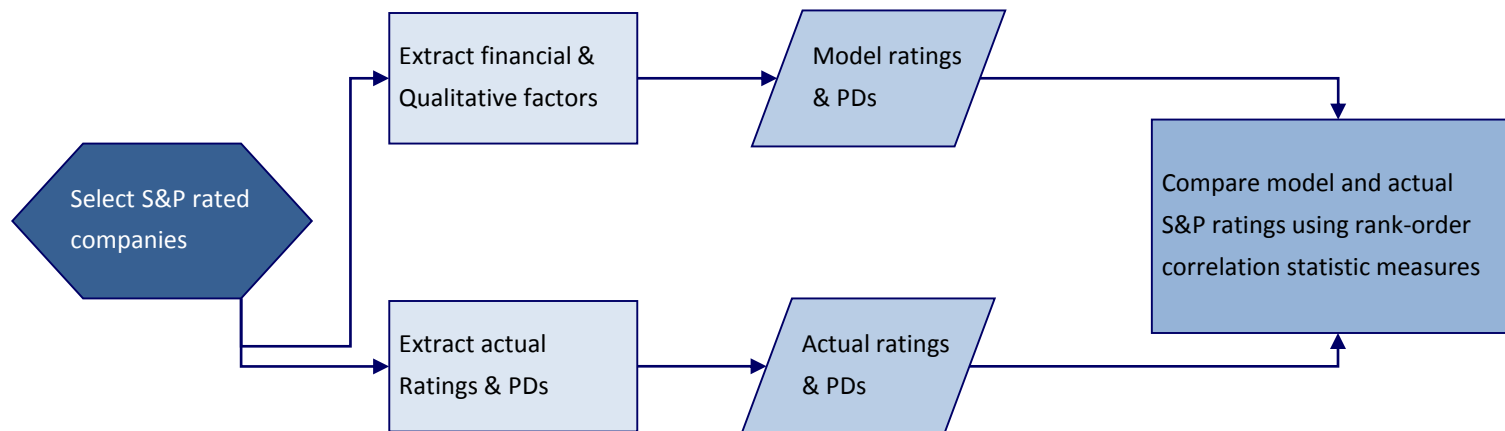 Select S&P rated
companies
Extract financial &
Qualitative factors
Model ratings
& PDs
Extract actual
Ratings & PDs
Actual ratings
& PDs
Compare model and actual
S&P ratings using rank-order
correlation statistic measures